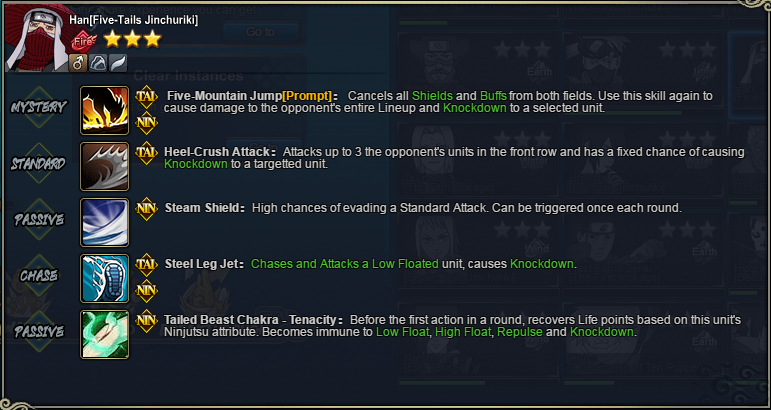 Han[Five-Tails Jinchuriki]
Fire
Go to
Clear Instances
MYSTERY
TAI
NIN
Five-Mountain Jump[Prompt]: Cancels all Shields and Buffs from both fields. Use this skill again to
cause damage to the opponent's entire Lineup and Knockdown to a selected unit.
STANDARD
TAI
Heel-Crush Attack: Attacks up to 3 the opponent's units in the front row and has a fixed chance of causing
Knockdown to a targetted unit.
PASSIVE
NIN
Steam Shield: High chances of evading a Standard Attack. Can be triggered once each round.
CHASE
TAI
NIN
Steel Leg Jet: Chases and Attacks a Low Floated unit, causes Knockdown.
PASSIVE
NIN
Tailed Beast Chakra - Tenacity: Before the first action in a round, recovers Life points based on this unit's
Ninjutsu attribute. Becomes immune to Low Float, High Float, Repulse and Knockdown.
Earth
Earth
Earth